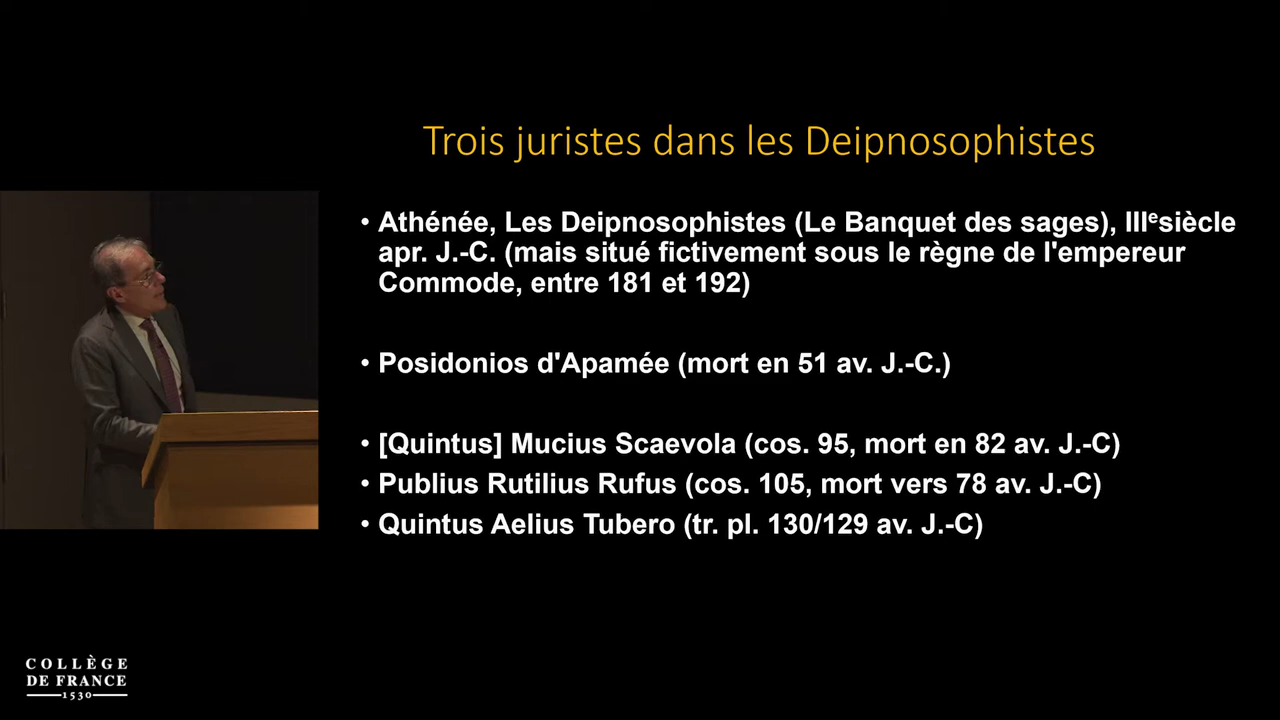 Trois juristes dans les Deipnosophistes
• Athénée, Les Deipnosophistes (Le Banquet des sages), IIIᵉsiècle
apr. J.-C. (mais situé fictivement sous le règne de l'empereur
Commode, entre 181 et 192)
• Posidonios d'Apamée (mort en 51 av. J.-C.)
• [Quintus] Mucius Scaevola (cos. 95, mort en 82 av. J.-C)
• Publius Rutilius Rufus (cos. 105, mort vers 78 av. J.-C)
• Quintus Aelius Tubero (tr. pl. 130/129 av. J.-C)
COLLÈGE
DE FRANCE
1530